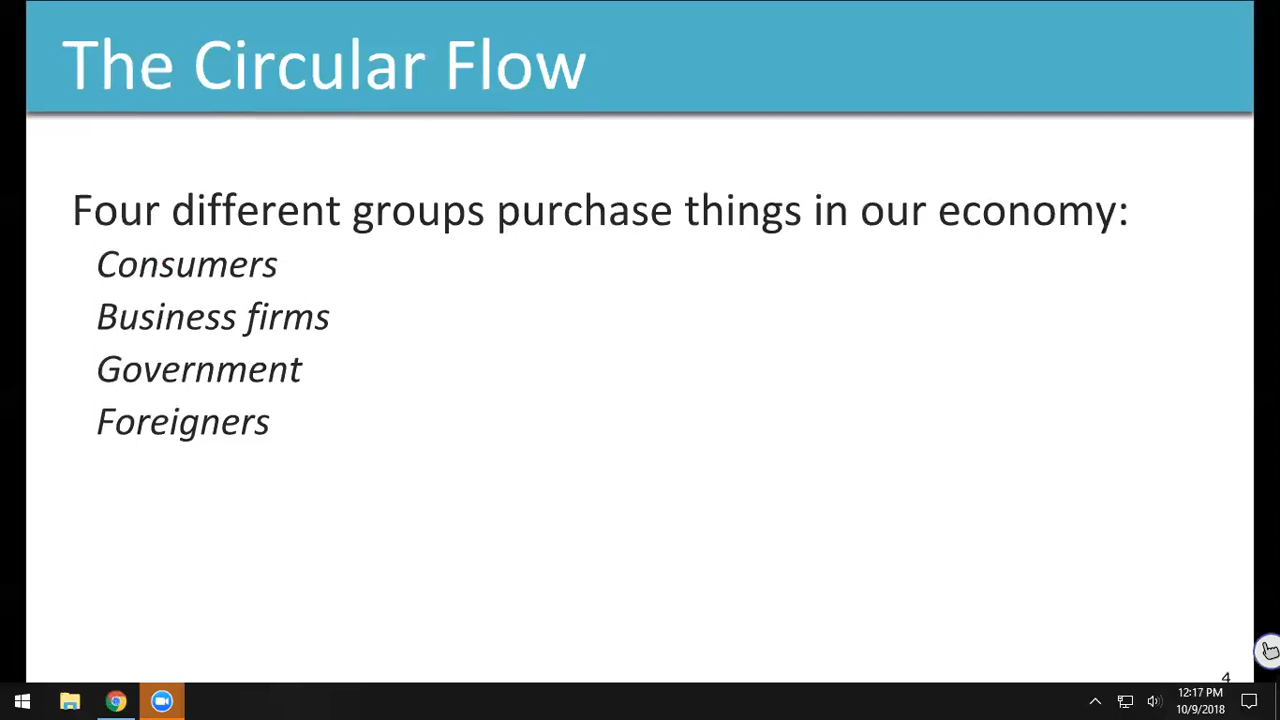 The Circular Flow
Four different groups purchase things in our economy:
Consumers
Business firms
Government
Foreigners
4
12:17 PM
10/9/2018